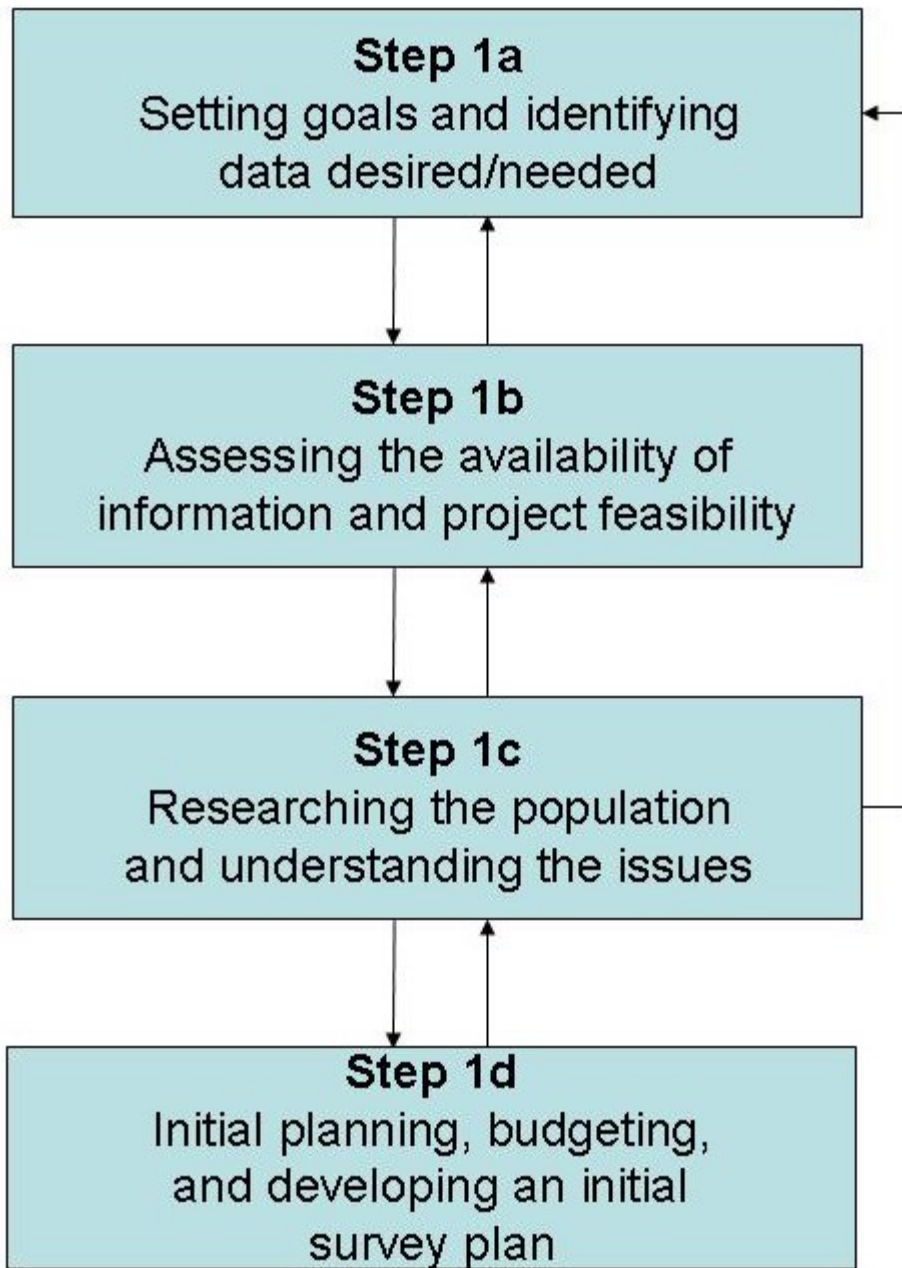 Step 1a
Setting goals and identifying
data desired/needed
Step 1b
Assessing the availability of
information and project feasibility
Step 1c
Researching the population
and understanding the issues
Step 1d
Initial planning, budgeting,
and developing an initial
survey plan